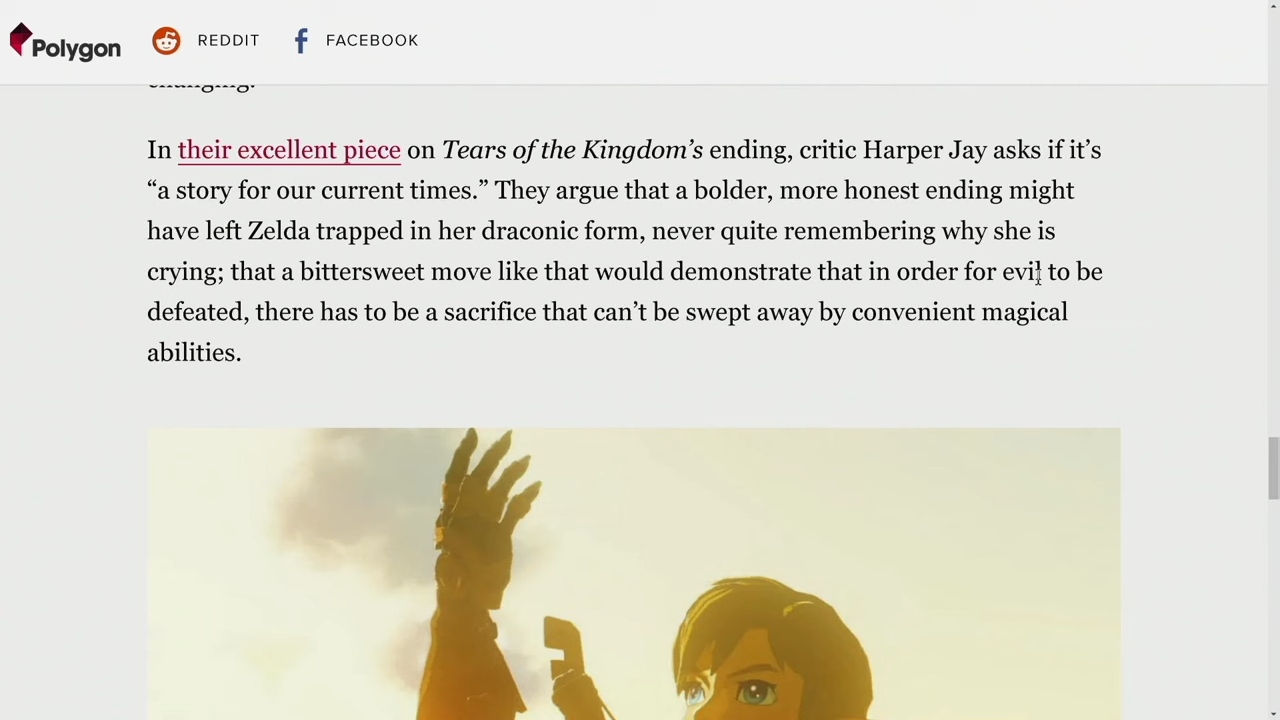 Polygon REDDIT FACEBOOK
changing.
In their excellent piece on Tears of the Kingdom’s ending, critic Harper Jay asks if it’s
“a story for our current times.” They argue that a bolder, more honest ending might
have left Zelda trapped in her draconic form, never quite remembering why she is
crying; that a bittersweet move like that would demonstrate that in order for evil to be
defeated, there has to be a sacrifice that can’t be swept away by convenient magical
abilities.